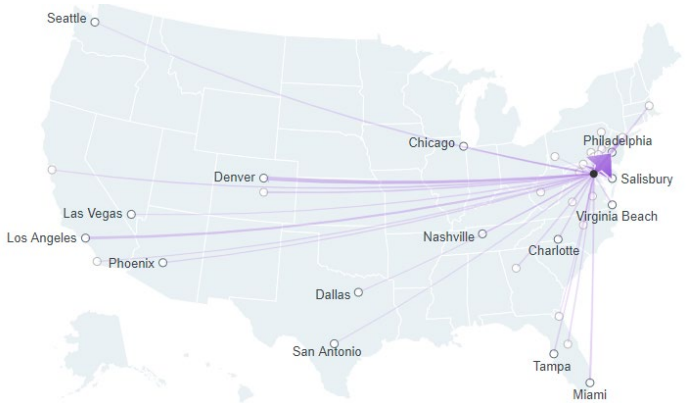 Seattle
Chicago
Philadelphia
Denver
Salisbury
Las Vegas
Virginia Beach
Los Angeles
Nashville
Charlotte
Phoenix
Dallas
San Antonio
Tampa
Miami